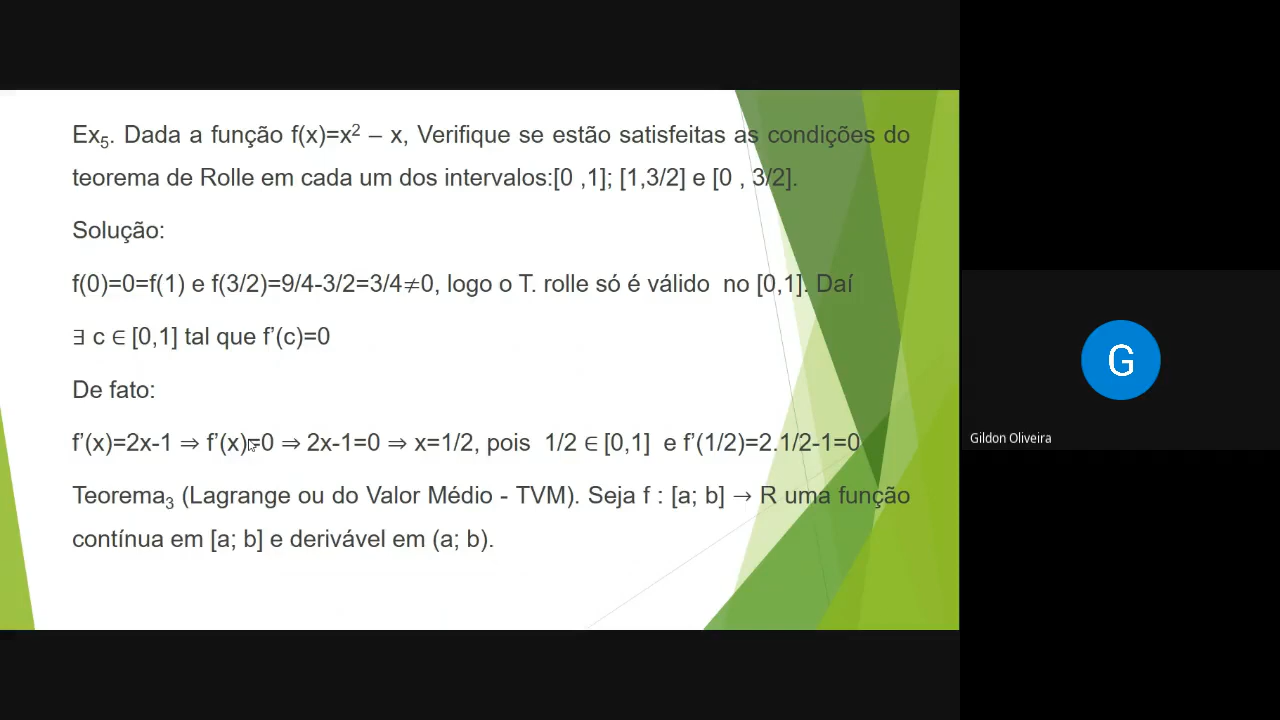 Ex₅. Dada a função f(x)=x² – x, Verifique se estão satisfeitas as condições do
teorema de Rolle em cada um dos intervalos:[0 ,1]; [1,3/2] e [0 , 3/2].
Solução:
f(0)=0=f(1) e f(3/2)=9/4-3/2=3/4≠0, logo o T. rolle só é válido no [0,1]. Daí
∃ c ∈ [0,1] tal que f’(c)=0
De fato:
f’(x)=2x-1 ⇒ f’(x)=0 ⇒ 2x-1=0 ⇒ x=1/2, pois 1/2 ∈ [0,1] e f’(1/2)=2.1/2-1=0
Teorema₃ (Lagrange ou do Valor Médio - TVM). Seja f : [a; b] → R uma função
contínua em [a; b] e derivável em (a; b).
G
Gildon Oliveira